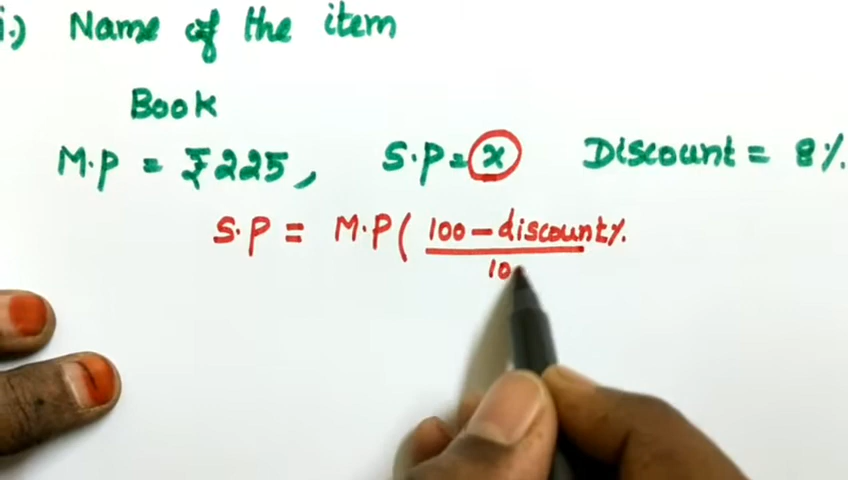 i.) Name of the item
Book
M.P = ₹225, S.P = x Discount = 8%.
S.P = M.P ( 100 - discount%
10